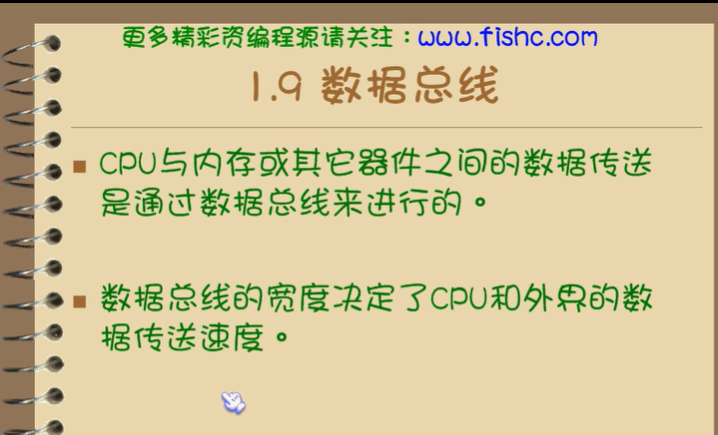 更多精彩资编程源请关注：www.fishc.com
1.9 数据总线
CPU与内存或其它器件之间的数据传送
是通过数据总线来进行的。
数据总线的宽度决定了CPU和外界的数
据传送速度。